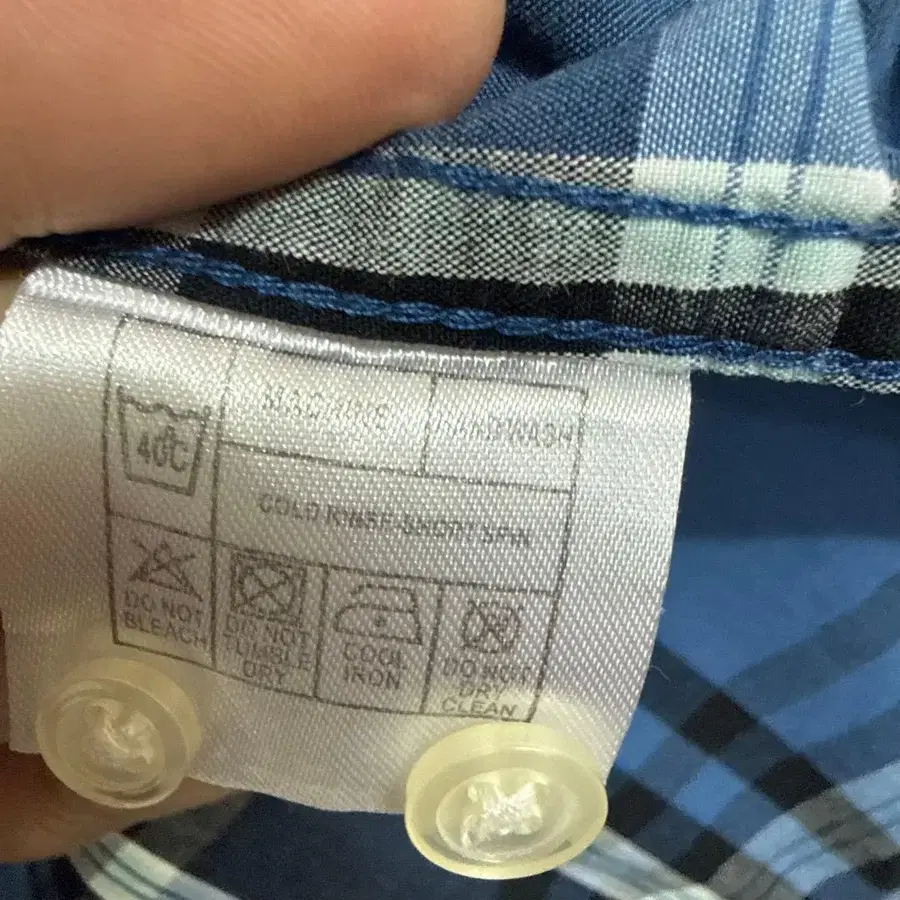 40°C
MACHINE
HANDWASH
COLD RINSE-SHORT SPIN
DO NOT
BLEACH
DO NOT
TUMBLE
DRY
COOL
IRON
DO NOT
DRY
CLEAN